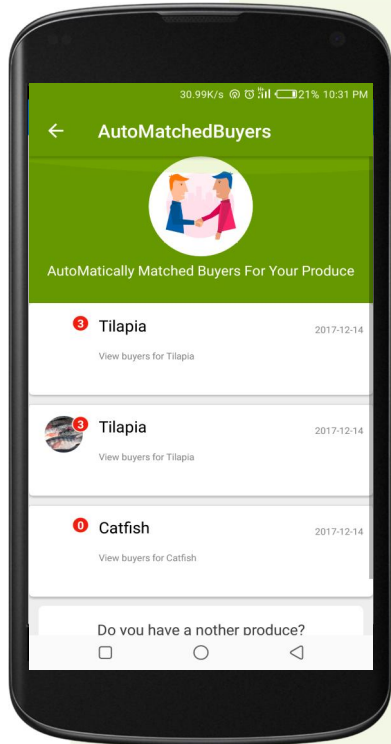 30.99K/s 21% 10:31 PM
AutoMatchedBuyers
AutoMatically Matched Buyers For Your Produce
3 Tilapia 2017-12-14
View buyers for Tilapia
3 Tilapia 2017-12-14
View buyers for Tilapia
0 Catfish 2017-12-14
View buyers for Catfish
Do you have a nother produce?